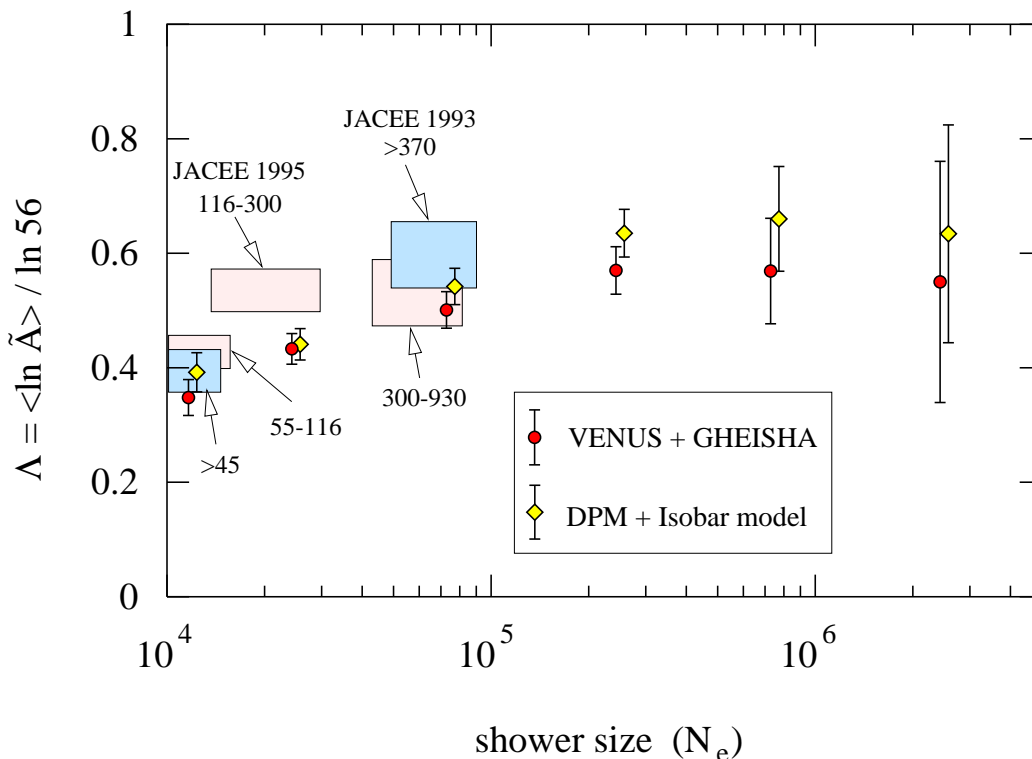 1
0.8
0.6
0.4
0.2
0
Λ = <ln Ã> / ln 56
JACEE 1993
>370
JACEE 1995
116-300
300-930
55-116
>45
VENUS + GHEISHA
DPM + Isobar model
10^4
10^5
10^6
shower size (N_e)